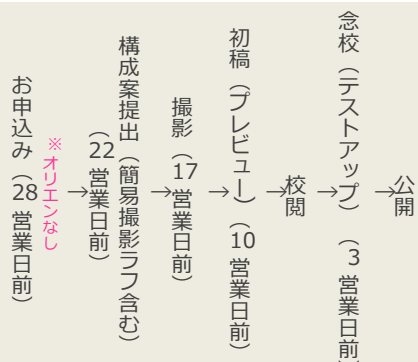 お申込み（28営業日前）
※オリエンなし
→
構成案提出（簡易撮影ラフ含む）
（22営業日前）
→
撮影（17営業日前）
→
初稿（プレビュー）（10営業日前）
→
校閲
→
念校（テストアップ）（3営業日前）
→
公開